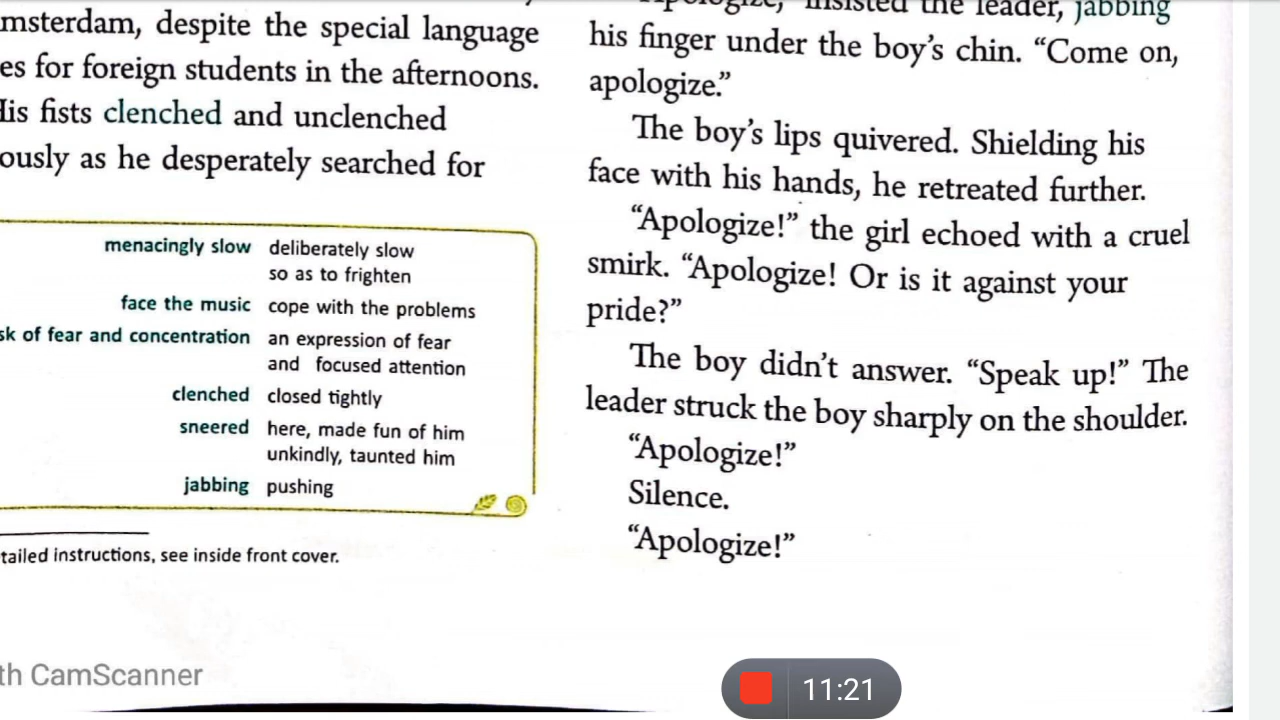 msterdam, despite the special language
es for foreign students in the afternoons.
His fists clenched and unclenched
ously as he desperately searched for
menacingly slow deliberately slow
so as to frighten
face the music cope with the problems
sk of fear and concentration an expression of fear
and focused attention
clenched closed tightly
sneered here, made fun of him
unkindly, taunted him
jabbing pushing
tailed instructions, see inside front cover.
th CamScanner
"Apologize," insisted the leader, jabbing
his finger under the boy's chin. "Come on,
apologize."
The boy's lips quivered. Shielding his
face with his hands, he retreated further.
"Apologize!" the girl echoed with a cruel
smirk. "Apologize! Or is it against your
pride?"
The boy didn't answer. "Speak up!" The
leader struck the boy sharply on the shoulder.
"Apologize!"
Silence.
"Apologize!"
11:21